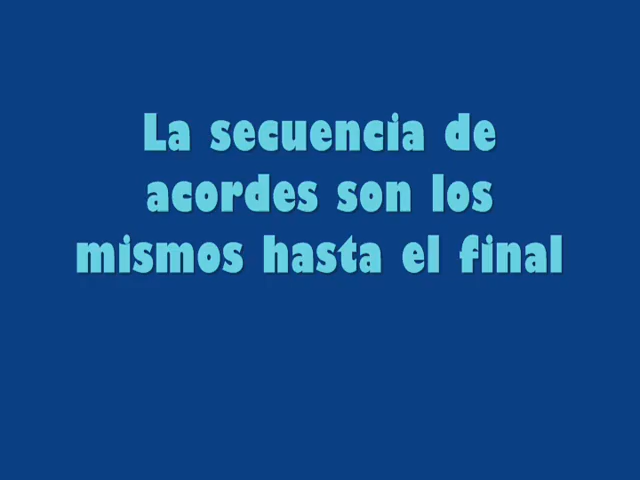 La secuencia de
acordes son los
mismos hasta el final